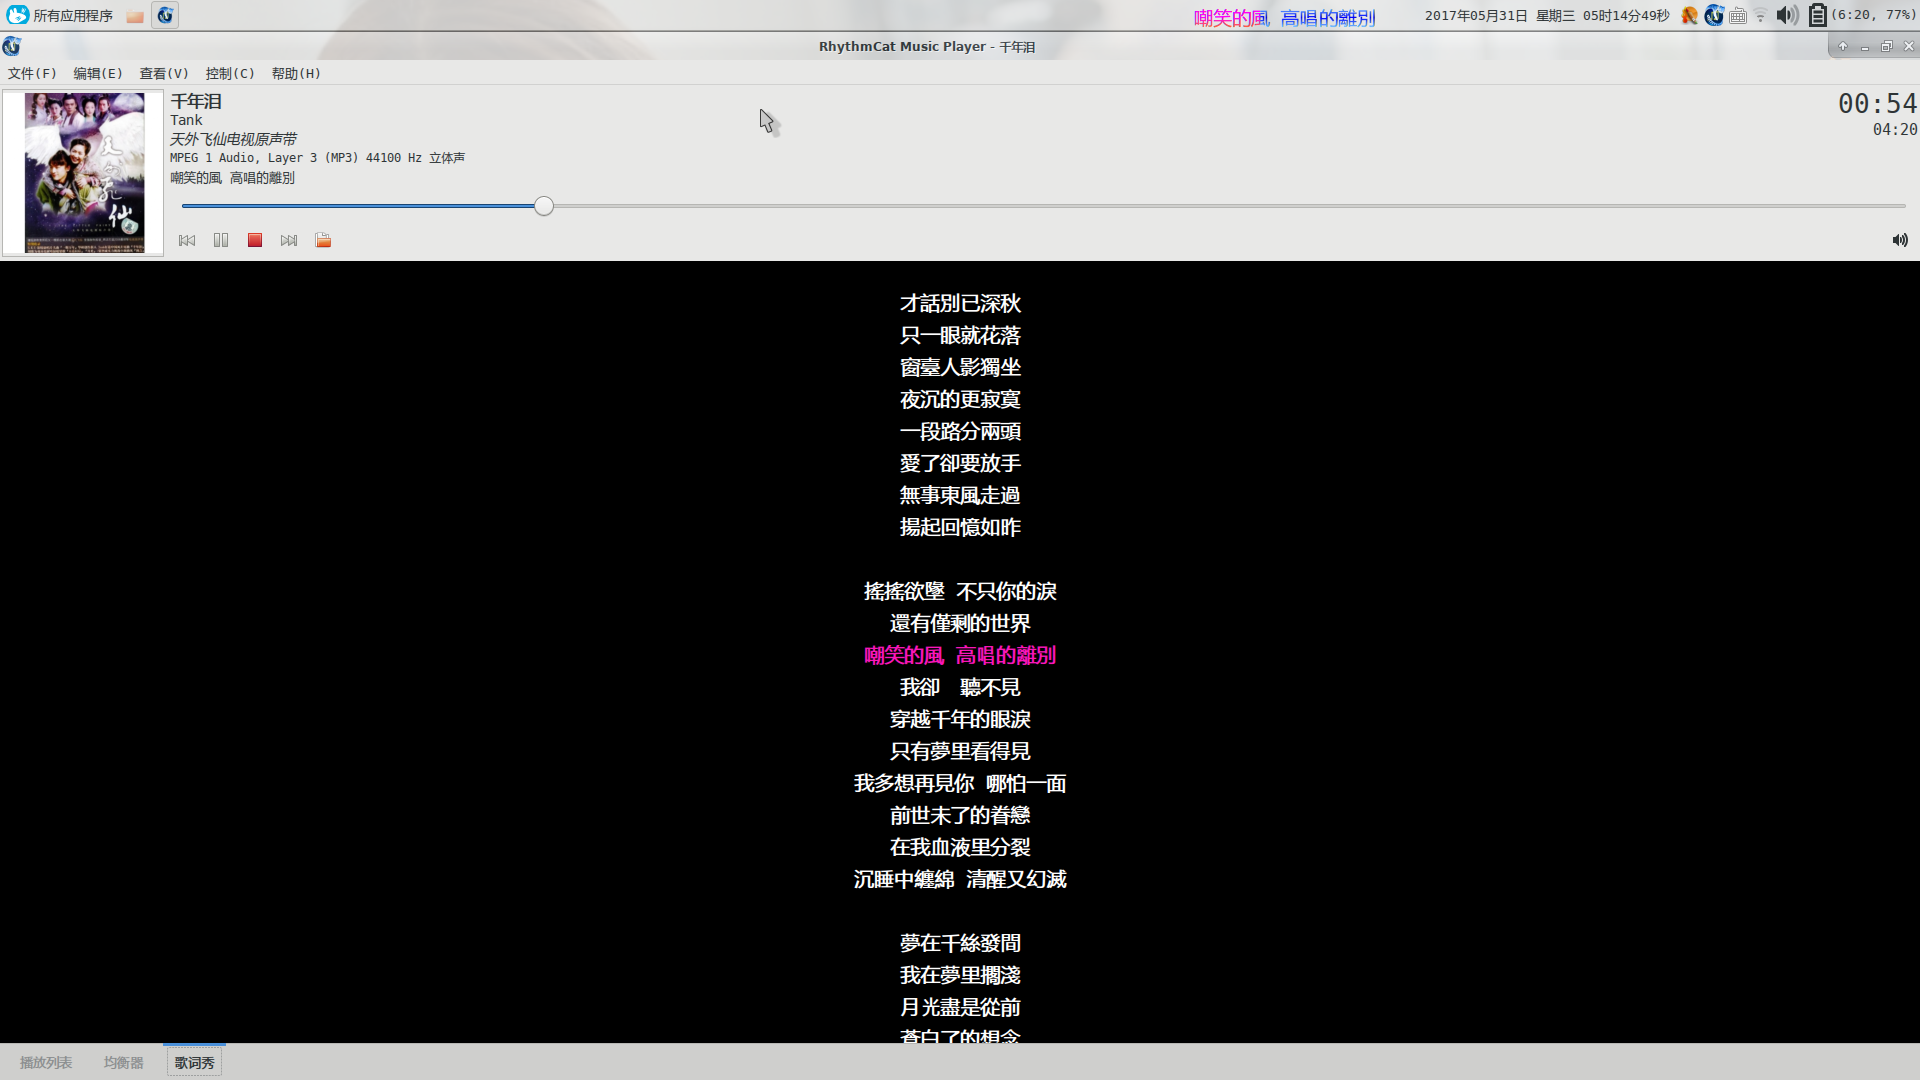 所有应用程序
嘲笑的風 高唱的離別
2017年05月31日 星期三 05时14分49秒
(6:20, 77%)
RhythmCat Music Player - 千年泪
文件(F) 编辑(E) 查看(V) 控制(C) 帮助(H)
千年泪
00:54
Tank
04:20
天外飞仙电视原声带
MPEG 1 Audio, Layer 3 (MP3) 44100 Hz 立体声
嘲笑的風 高唱的離別
才話別已深秋
只一眼就花落
窗臺人影獨坐
夜沉的更寂寞
一段路分兩頭
愛了卻要放手
無事東風走過
揚起回憶如昨
搖搖欲墜 不只你的淚
還有僅剩的世界
嘲笑的風 高唱的離別
我卻 聽不見
穿越千年的眼淚
只有夢里看得見
我多想再見你 哪怕一面
前世未了的眷戀
在我血液里分裂
沉睡中纏綿 清醒又幻滅
夢在千絲發間
我在夢里擱淺
月光盡是從前
蒼白了的想念
播放列表 均衡器 歌词秀